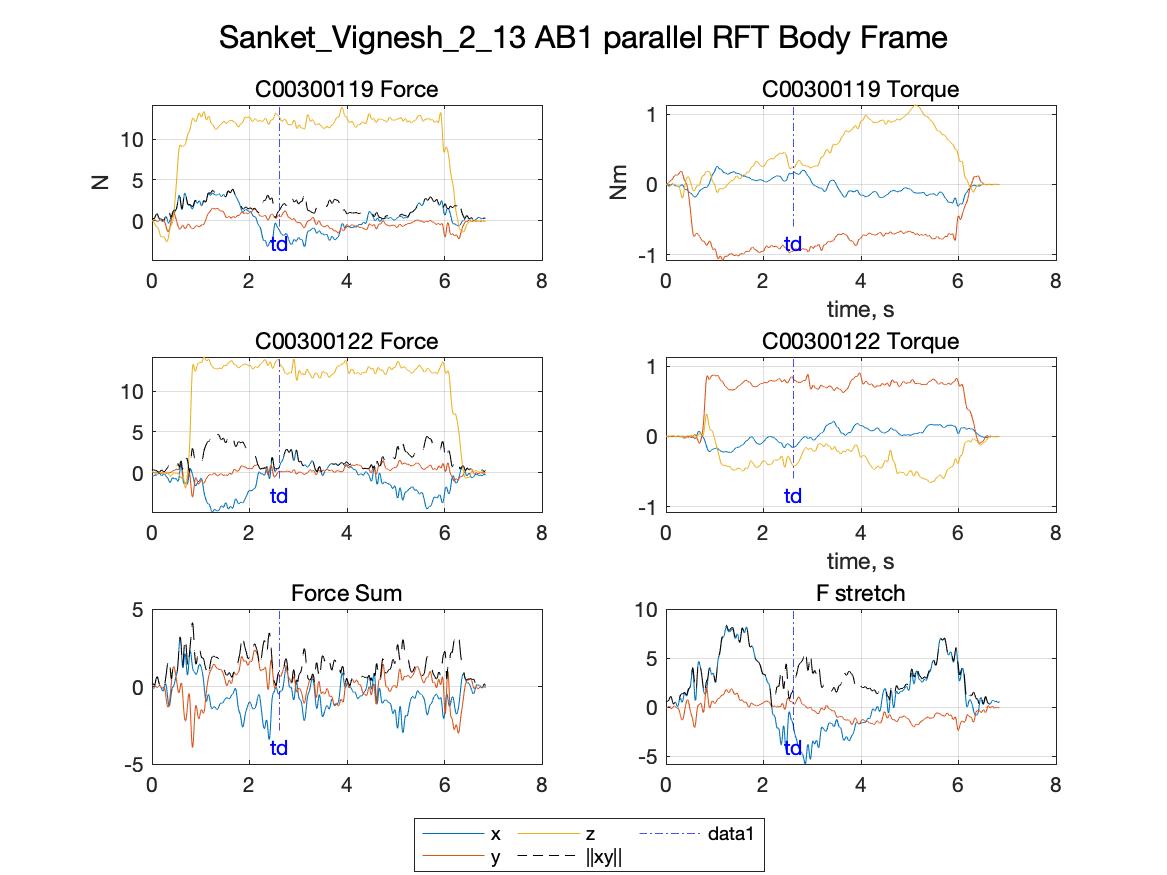 Sanket_Vignesh_2_13 AB1 parallel RFT Body Frame
C00300119 Force
N
10
5
0
td
0 2 4 6 8
C00300119 Torque
Nm
1
0
-1
td
0 2 4 6 8
time, s
C00300122 Force
10
5
0
td
0 2 4 6 8
C00300122 Torque
1
0
-1
td
0 2 4 6 8
time, s
Force Sum
5
0
-5
td
0 2 4 6 8
F stretch
10
5
0
-5
td
0 2 4 6 8
x z data1
y ||xy||